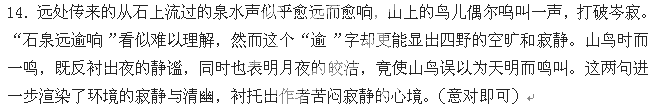 14．远处传来的从石上流过的泉水声似乎愈远而愈响，山上的鸟儿偶尔鸣叫一声，打破岑寂。
“石泉远逾响”看似难以理解，然而这个“逾”字却更能显出四野的空旷和寂静。山鸟时而
一鸣，既反衬出夜的静谧，同时也表明月夜的皎洁，竟使山鸟误以为天明而鸣叫。这两句进
一步渲染了环境的寂静与清幽，衬托出作者苦闷寂静的心境。（意对即可）